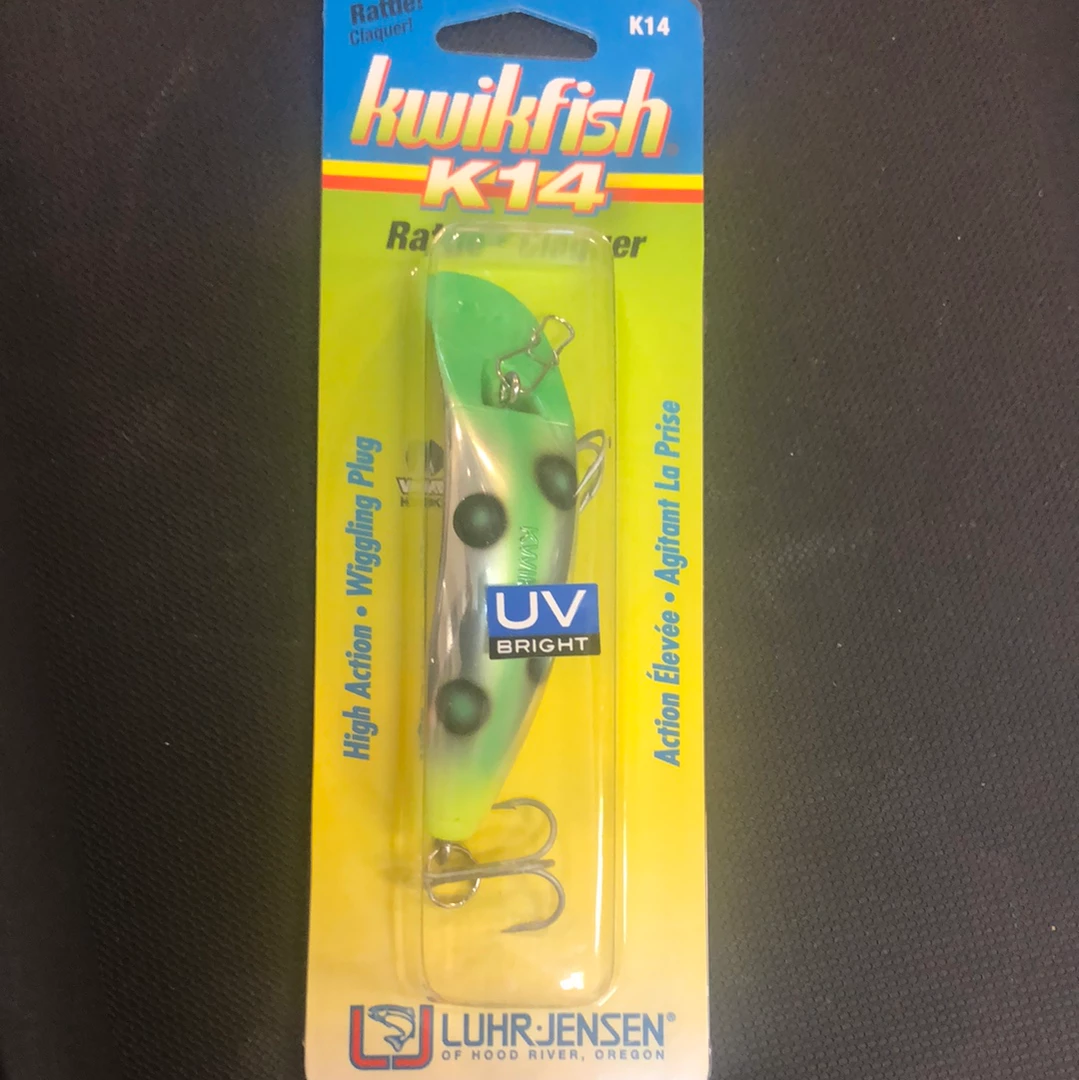 Rattle!
Claquer!
K14
kwikfish
K14
High Action • Wiggling Plug
Action Élevée • Agitant La Prise
UV
BRIGHT
LUHR·JENSEN®
OF HOOD RIVER, OREGON